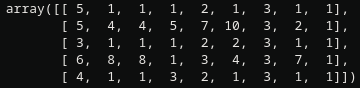 array([[ 5,  1,  1,  1,  2,  1,  3,  1,  1],
       [ 5,  4,  4,  5,  7, 10,  3,  2,  1],
       [ 3,  1,  1,  1,  2,  2,  3,  1,  1],
       [ 6,  8,  8,  1,  3,  4,  3,  7,  1],
       [ 4,  1,  1,  3,  2,  1,  3,  1,  1]])